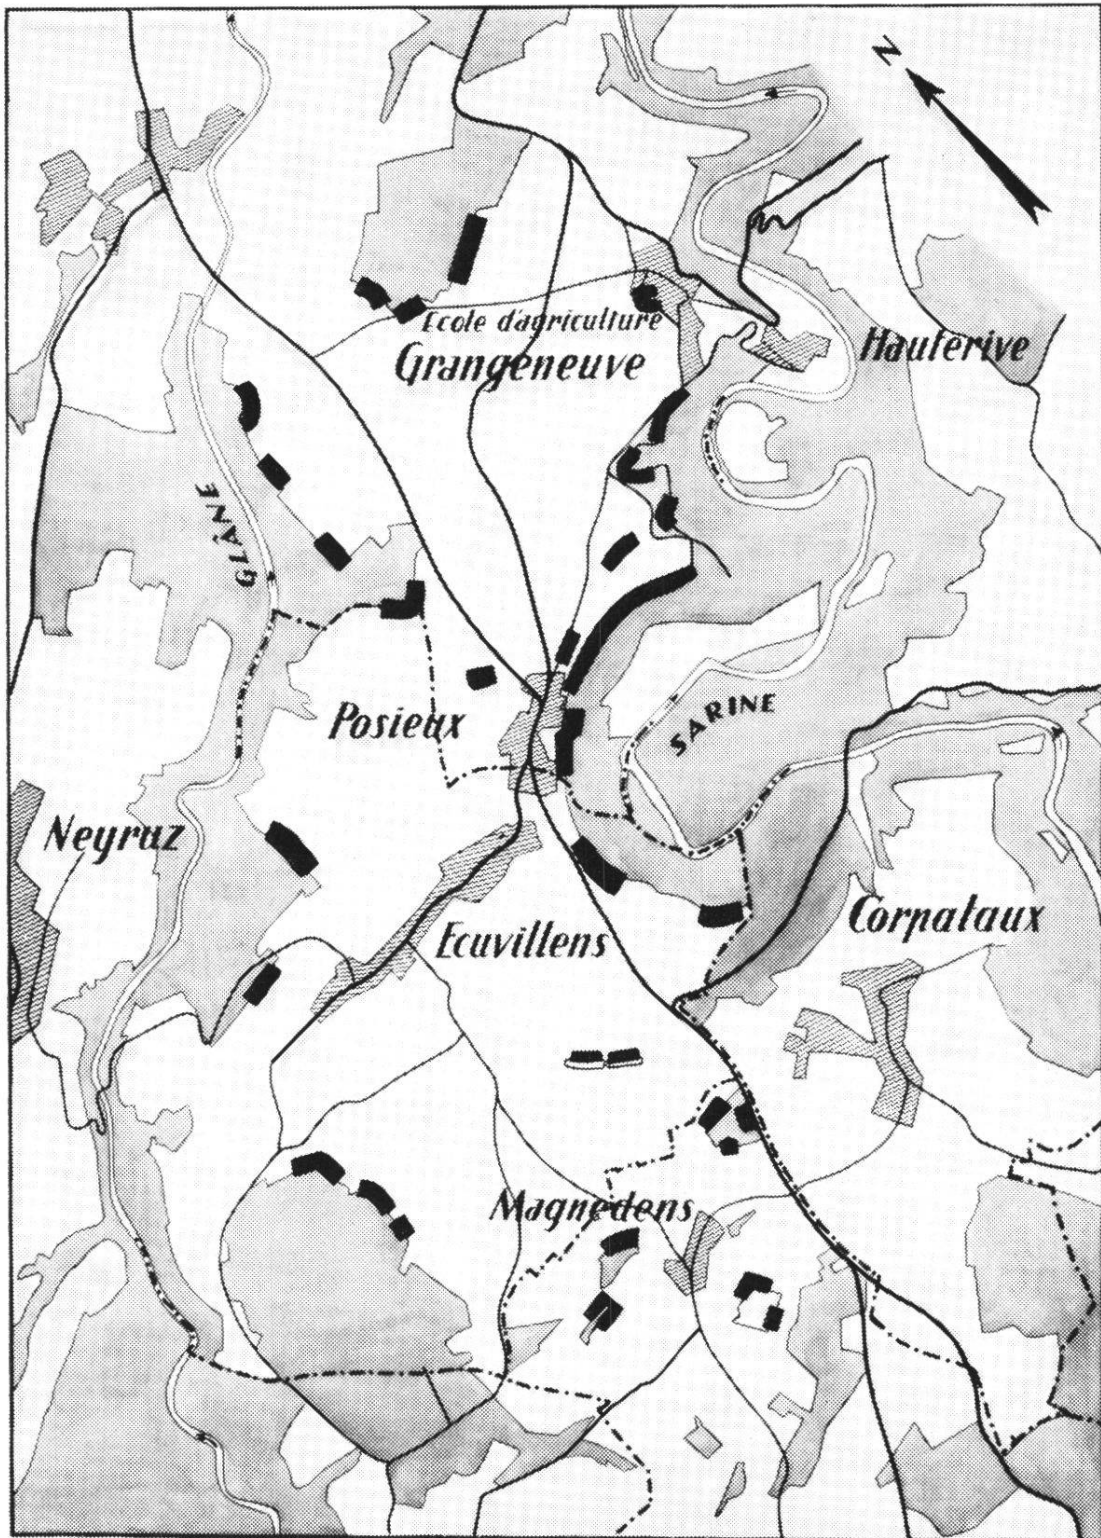 N
Ecole d'agriculture
Grangeneuve
Hauterive
GLÂNE
Posieux
SARINE
Neyruz
Ecuvillens
Corpataux
Magnedens